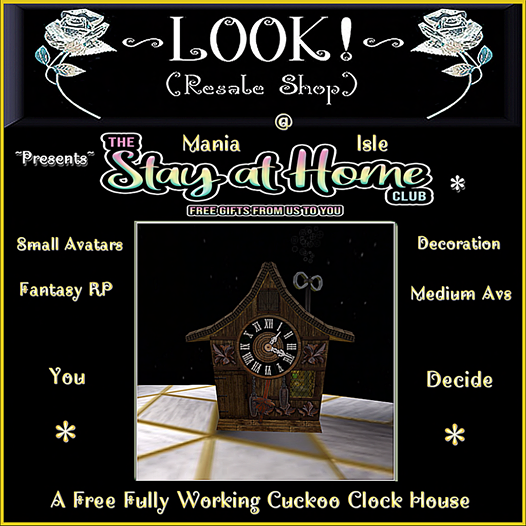 ~LOOK!~
(Resale Shop)
@
Mania Isle
~Presents~
THE
Stay at Home
CLUB
*
FREE GIFTS FROM US TO YOU
Small Avatars
Decoration
Fantasy RP
Medium Avs
You
Decide
*
*
A Free Fully Working Cuckoo Clock House